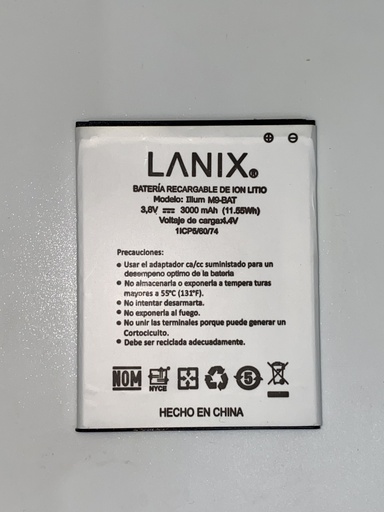 LANIX®
BATERÍA RECARGABLE DE ION LITIO
Modelo: Ilium M9-BAT
3,8V 3000 mAh (11.55Wh)
Voltaje de carga:4.4V
1ICP5/60/74
Precauciones:
• Usar el adaptador ca/cc suministado para un
desempeno optimo de la bateria
• No almacenarla o exponerla a tempera turas
mayores a 55°C (131°F).
• No intentar desarmarta.
• No exponerla al fuego.
• No unir las terminales porque puede generar un
Cortocirculto.
• Debe ser reciclada adecuadamente.
NOM NYCE 5
HECHO EN CHINA